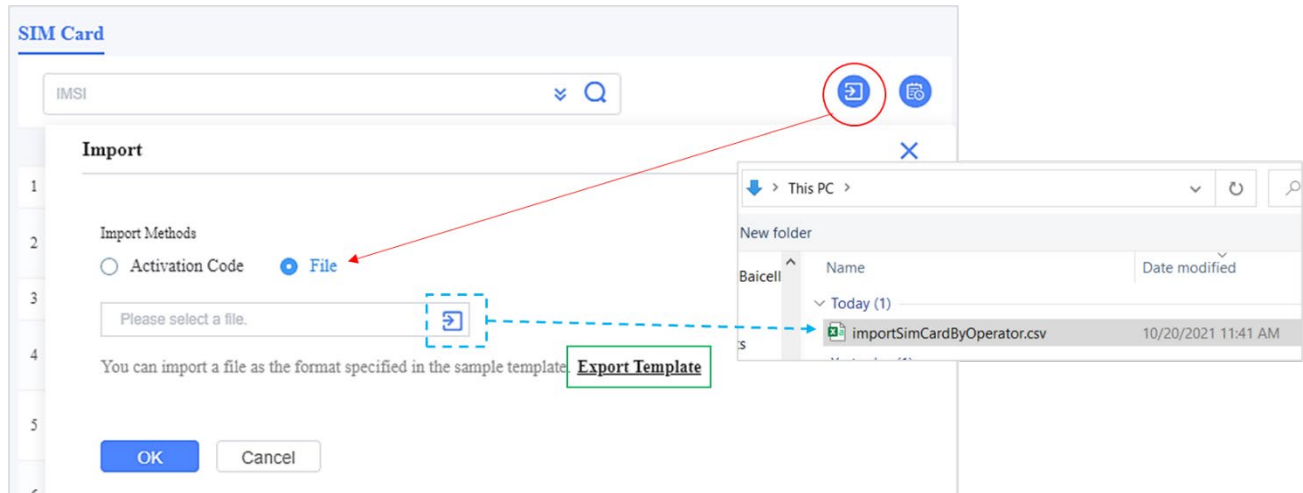 SIM Card
IMSI
Import
1
This PC
2
Import Methods
New folder
Activation Code File
Baicell
Name Date modified
3
Today (1)
Please select a file.
importSimCardByOperator.csv 10/20/2021 11:41 AM
4
You can import a file as the format specified in the sample template. Export Template
5
OK Cancel